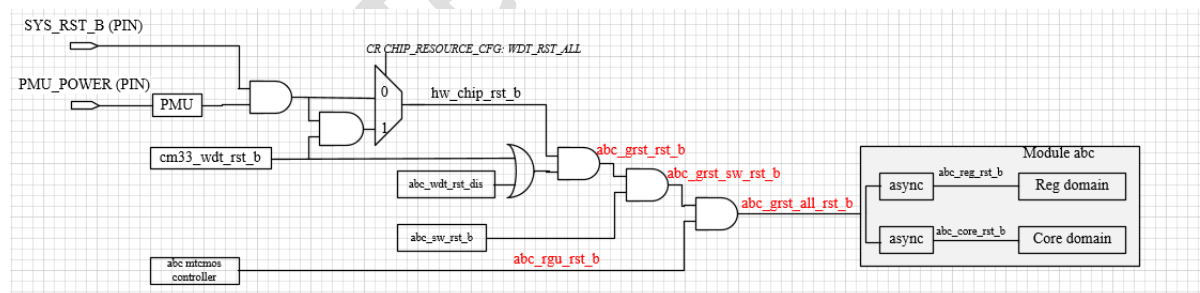 SYS_RST_B (PIN)
CR CHIP_RESOURCE_CFG: WDT_RST_ALL
PMU_POWER (PIN)
PMU
0
hw_chip_rst_b
1
cm33_wdt_rst_b
abc_grst_rst_b
Module abc
abc_grst_sw_rst_b
abc_wdt_rst_dis
async
abc_reg_rst_b
Reg domain
abc_grst_all_rst_b
abc_sw_rst_b
async
abc_core_rst_b
Core domain
abc_rgu_rst_b
abc mtcmos
controller